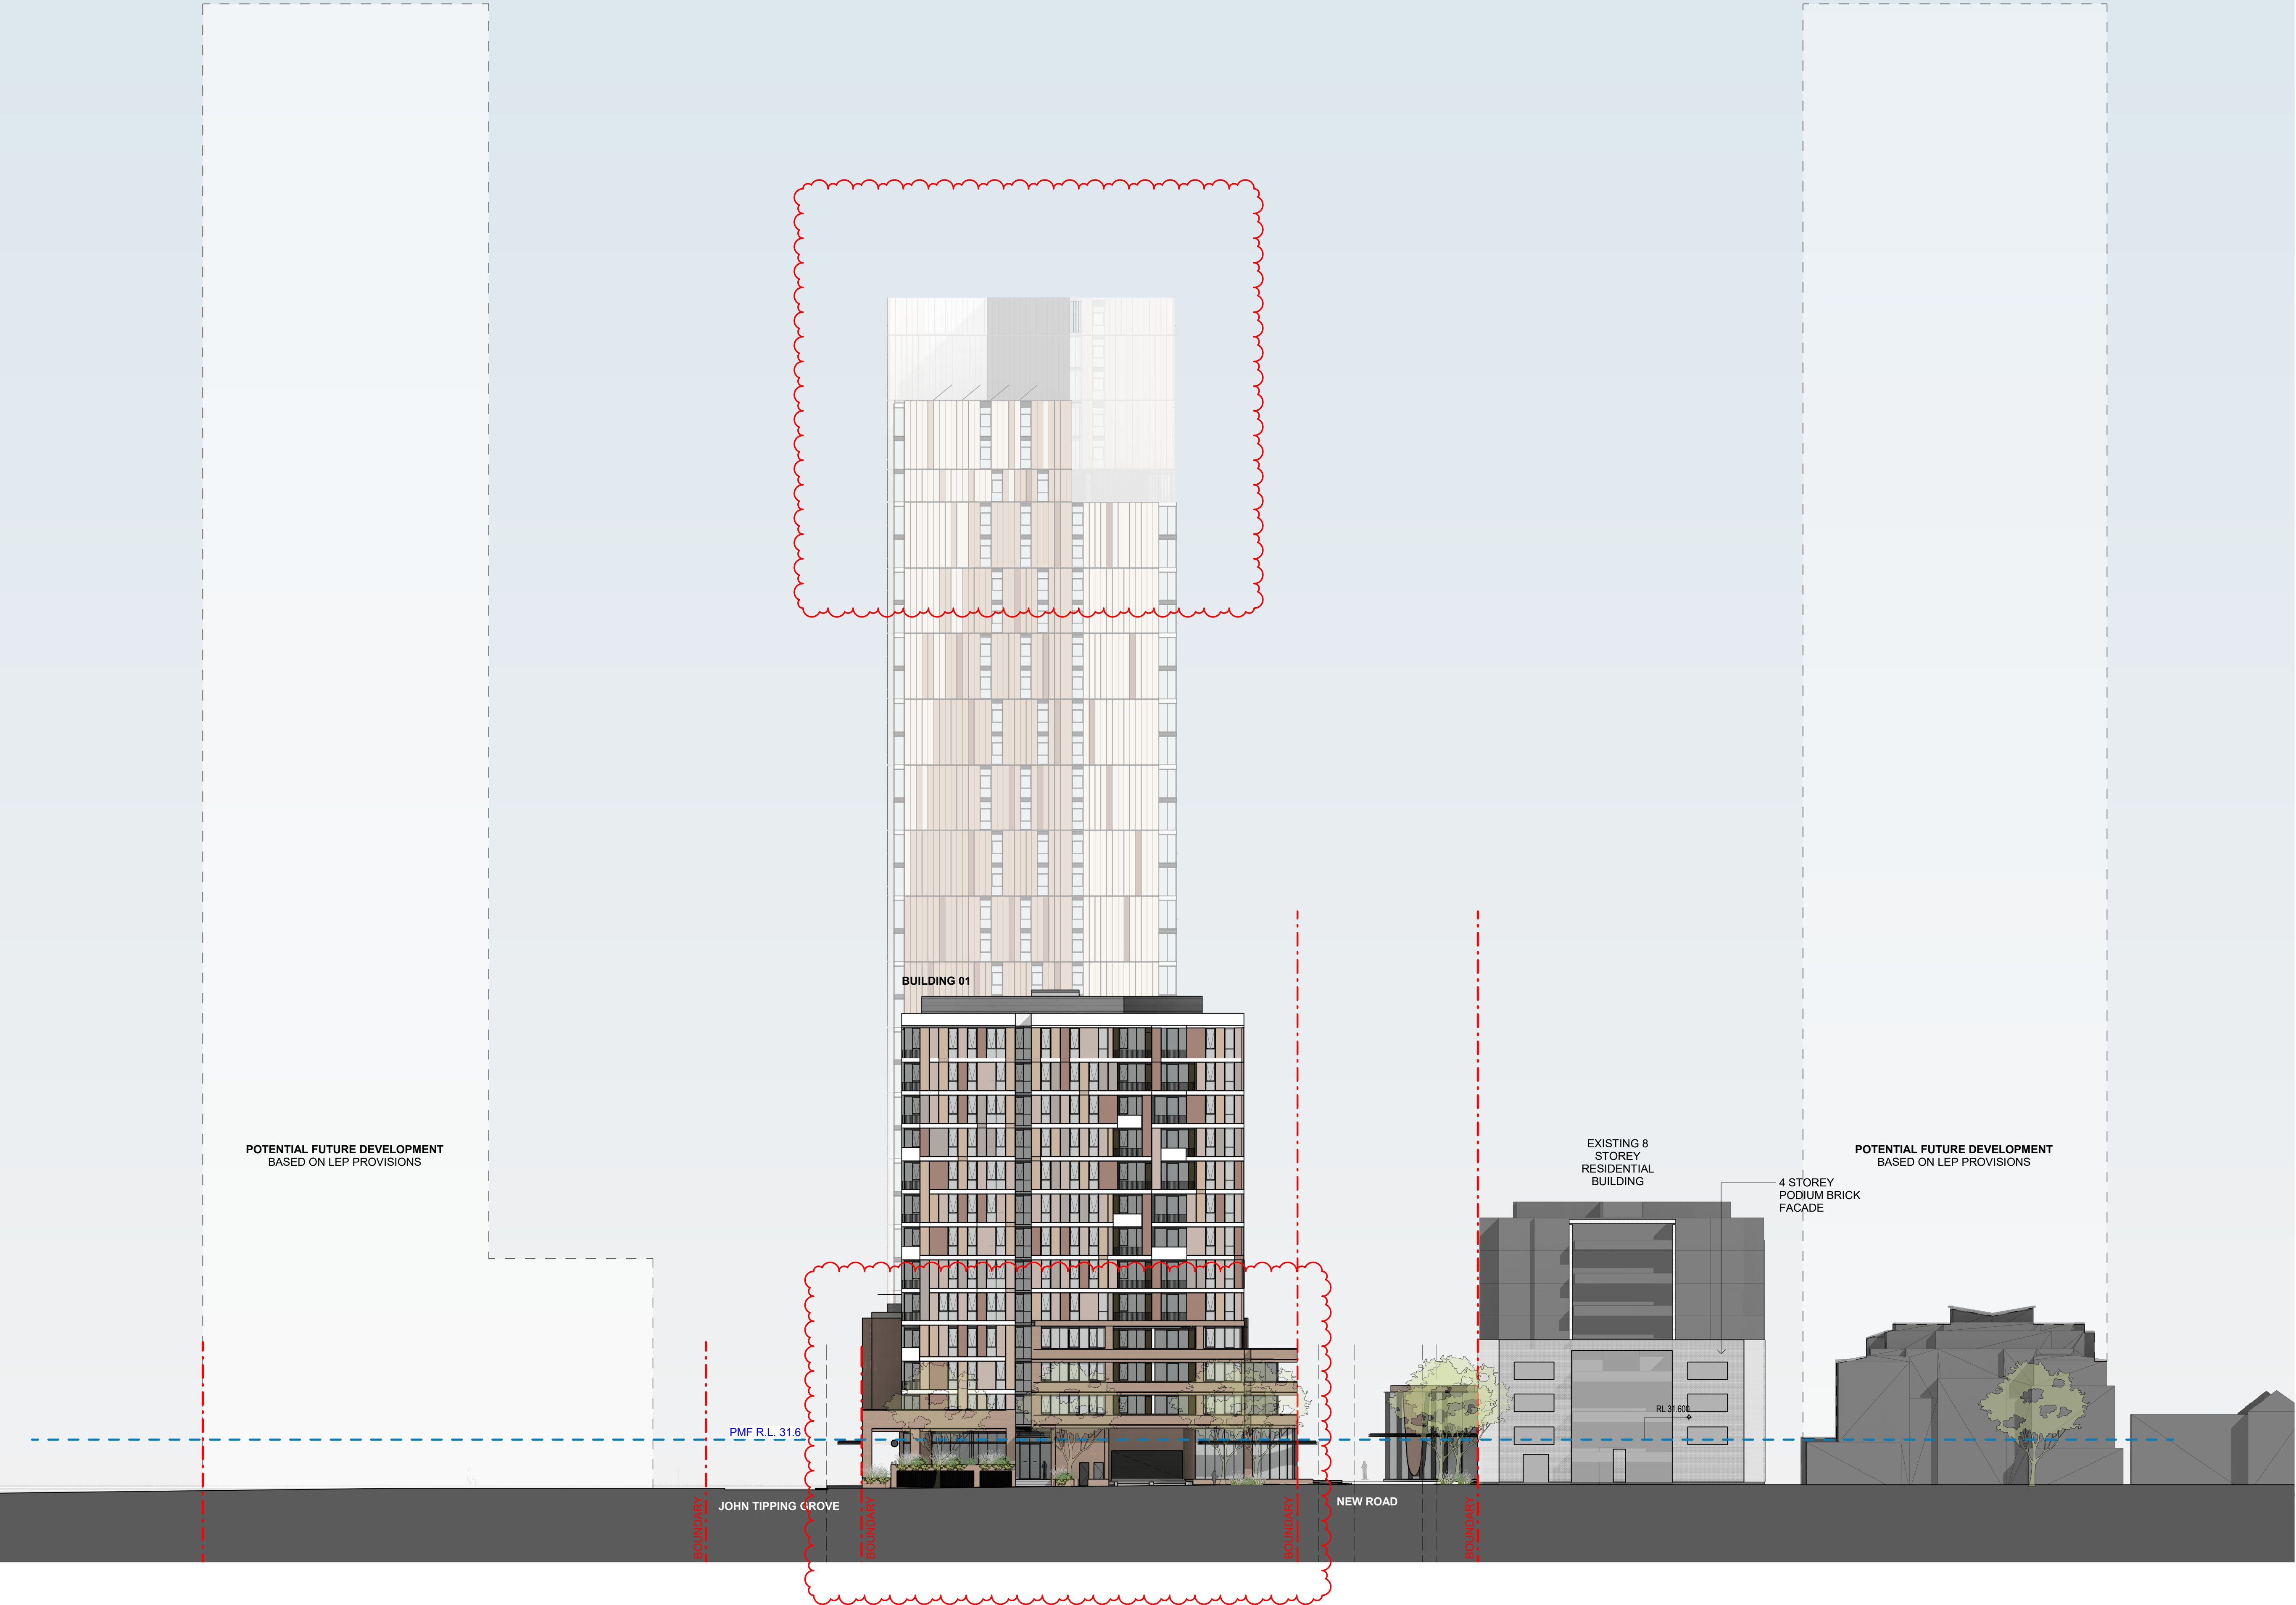 BUILDING 01
POTENTIAL FUTURE DEVELOPMENT
BASED ON LEP PROVISIONS
EXISTING 8
STOREY
RESIDENTIAL
BUILDING
POTENTIAL FUTURE DEVELOPMENT
BASED ON LEP PROVISIONS
4 STOREY
PODIUM BRICK
FACADE
RL 31.600
PMF R.L. 31.6
JOHN TIPPING GROVE
NEW ROAD
BOUNDARY
BOUNDARY
BOUNDARY
BOUNDARY